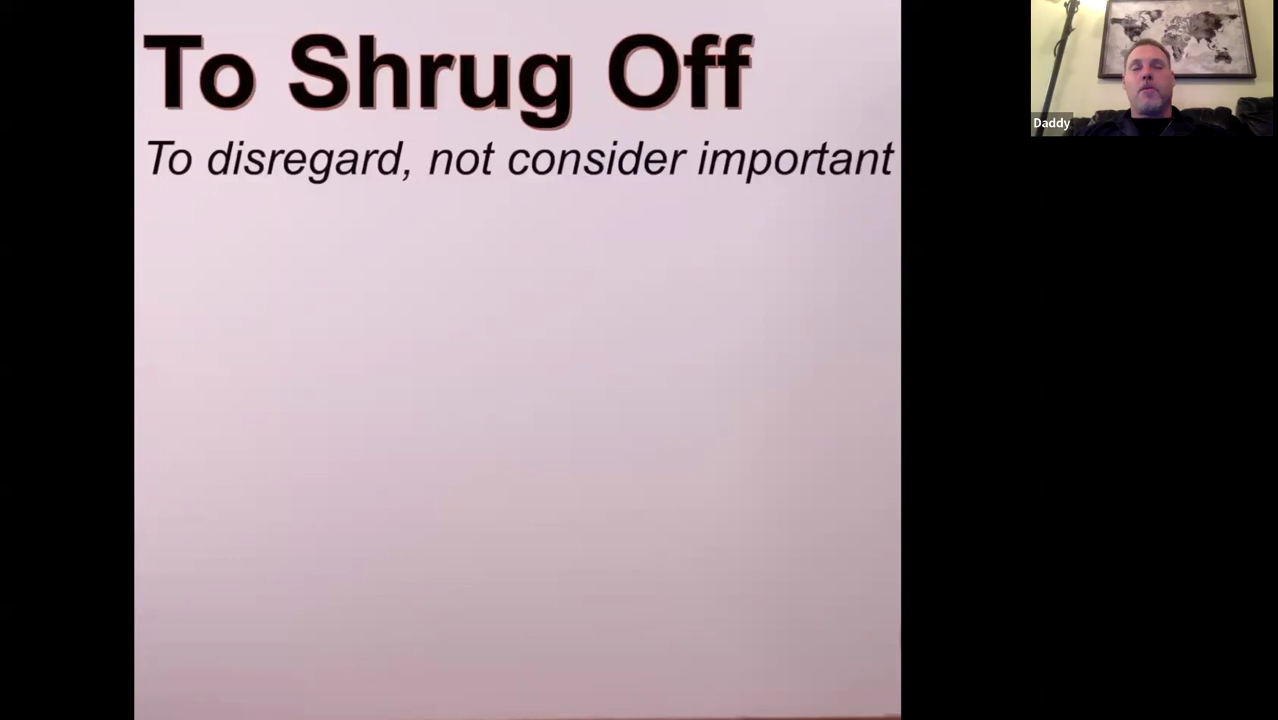 To Shrug Off
To disregard, not consider important
Daddy